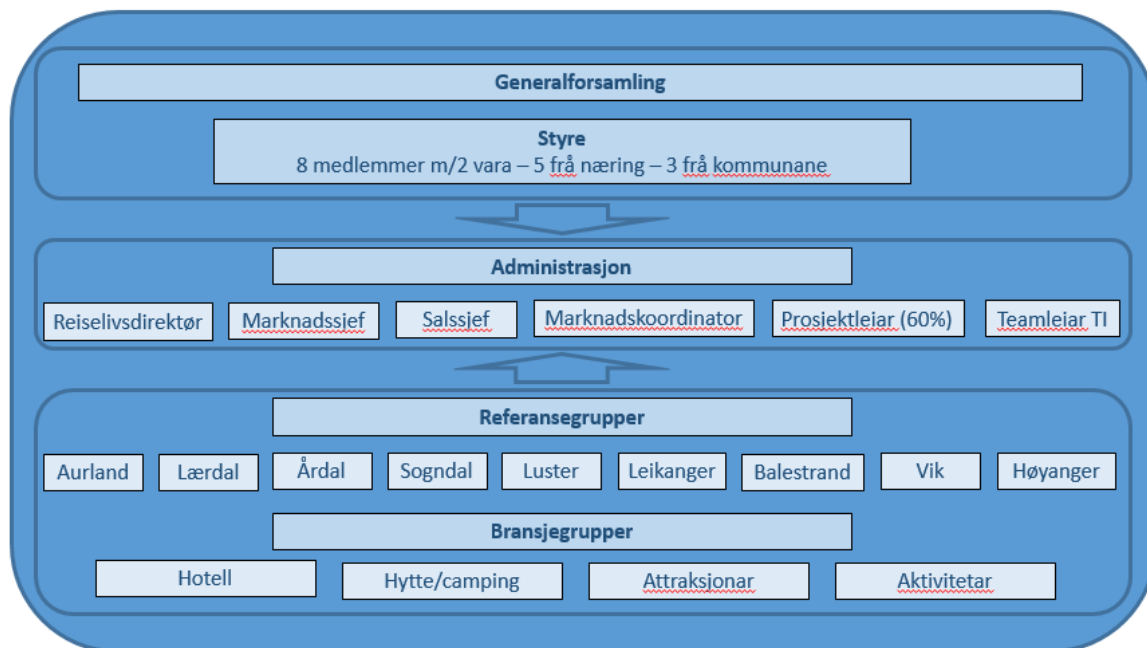 Generalforsamling
Styre
8 medlemmer m/2 vara – 5 frå næring – 3 frå kommunane
Administrasjon
Reiselivsdirektør
Marknadssjef
Salssjef
Marknadskoordinator
Prosjektleiar (60%)
Teamleiar TI
Referansegrupper
Aurland
Lærdal
Årdal
Sogndal
Luster
Leikanger
Balestrand
Vik
Høyanger
Bransjegrupper
Hotell
Hytte/camping
Attraksjonar
Aktivitetar